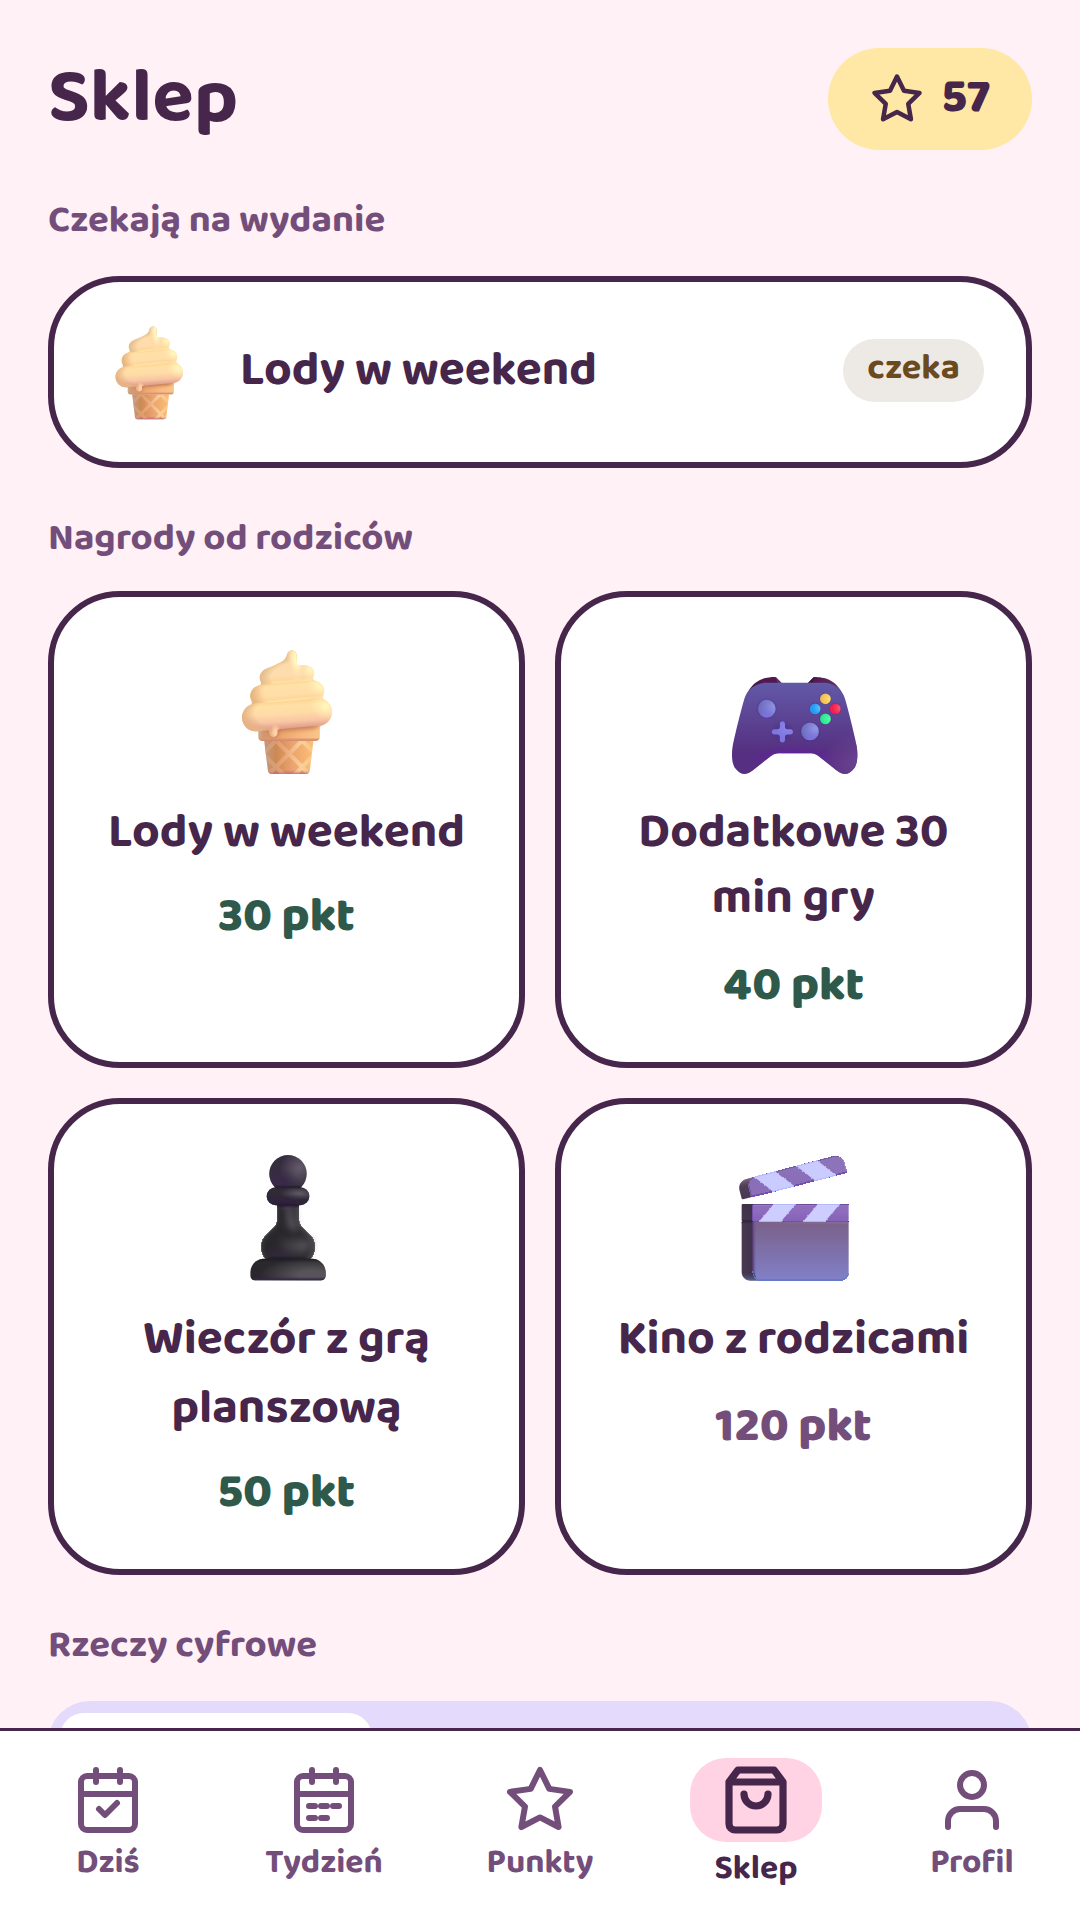 Sklep
57
Czekają na wydanie
Lody w weekend
czeka
Nagrody od rodziców
Lody w weekend
30 pkt
Dodatkowe 30
min gry
40 pkt
Wieczór z grą
planszową
50 pkt
Kino z rodzicami
120 pkt
Rzeczy cyfrowe
Dziś
Tydzień
Punkty
Sklep
Profil